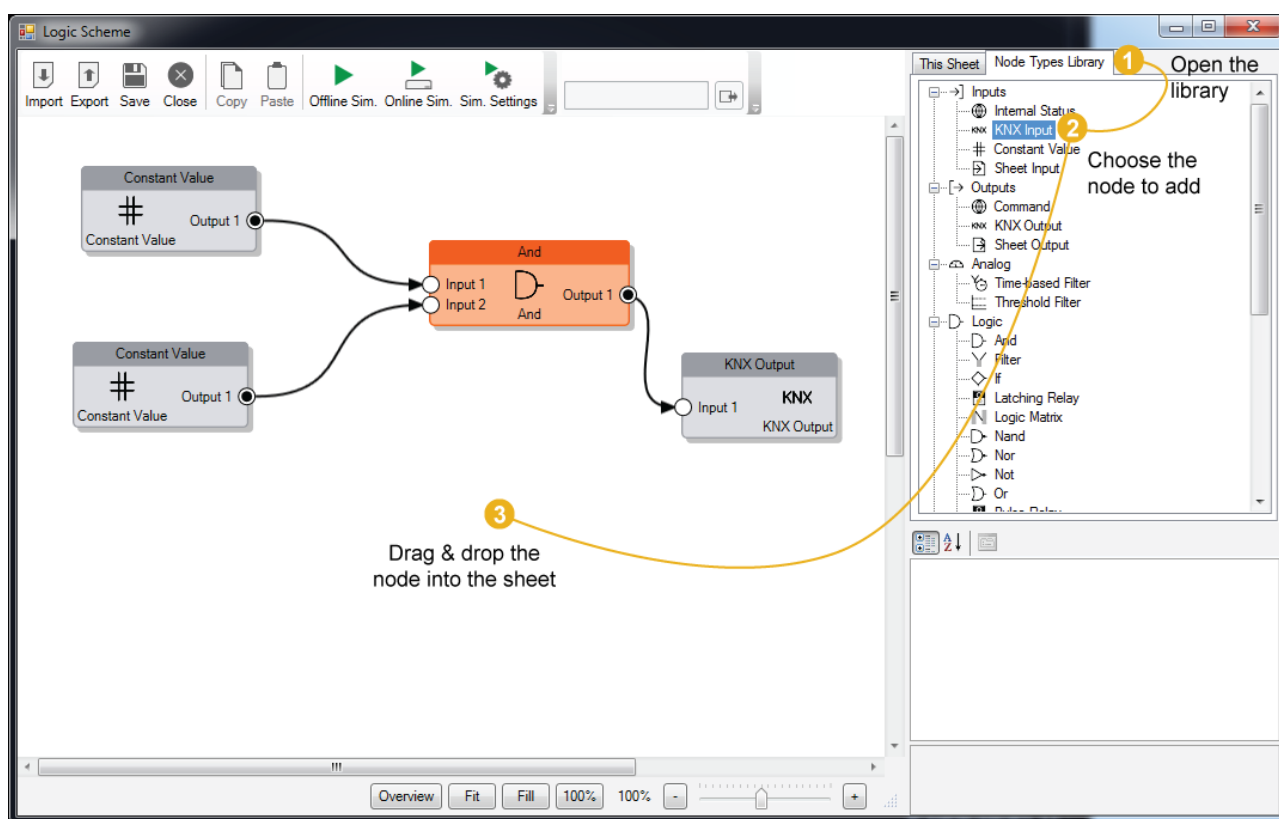 Logic Scheme
Import Export Save Close Copy Paste Offline Sim. Online Sim. Sim. Settings
This Sheet Node Types Library 1 Open the
library
Inputs
Internal Status
KNX KNX Input 2
Constant Value
Sheet Input
Choose the
node to add
Outputs
Command
KNX KNX Output
Sheet Output
Analog
Time-based Filter
Threshold Filter
Logic
And
Filter
If
Latching Relay
Logic Matrix
Nand
Nor
Not
Or
Pulse Relay
Constant Value
Output 1
Constant Value
And
Input 1
Input 2
Output 1
And
Constant Value
Output 1
Constant Value
KNX Output
Input 1 KNX
KNX Output
3
Drag & drop the
node into the sheet
A
Z
Overview Fit Fill 100% 100% - +